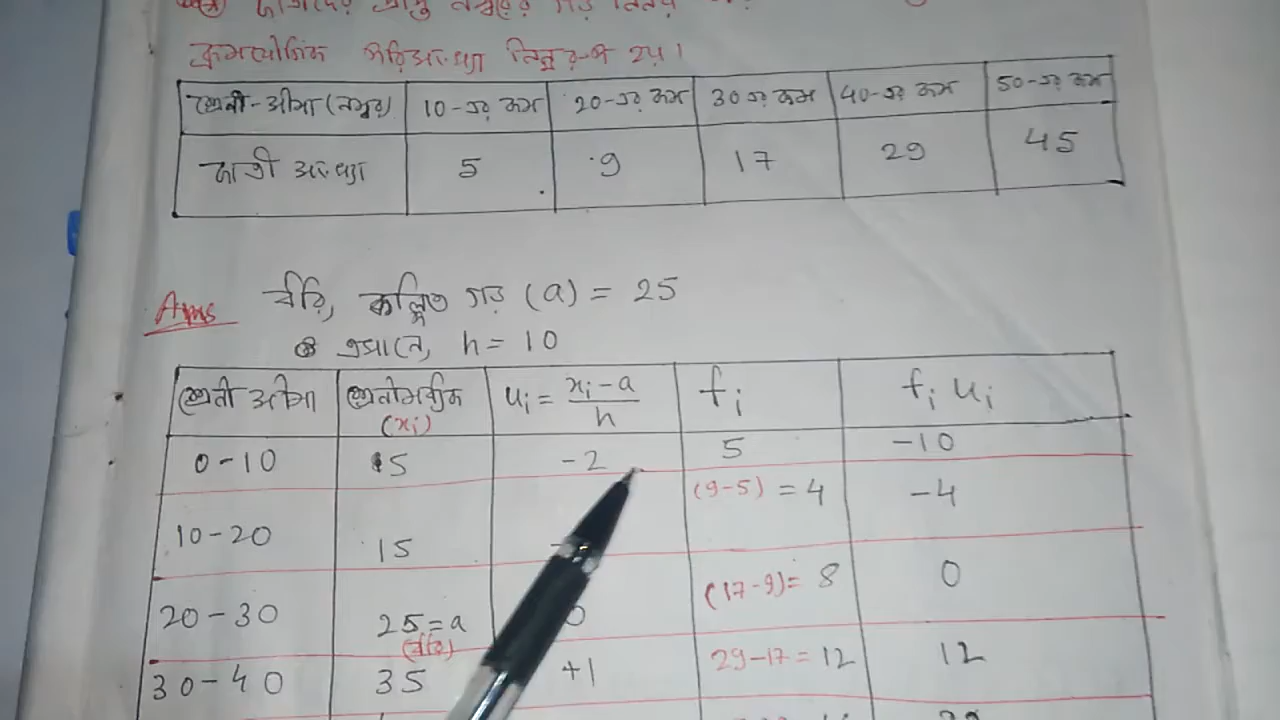 ক্রমযৌগিক পরিসংখ্যা নিম্নরূপ হয়।
শ্রেণী-সীমা (নম্বর) 10-এর কম 20-এর কম 30 এর কম 40-এর কম 50-এর কম
ছাত্রী সংখ্যা 5 9 17 29 45
Ans ধরি, কল্পিত গড় (a) = 25
এখানে, h = 10
শ্রেণী সীমা শ্রেণীমধ্যক (xᵢ) uᵢ = xᵢ-a/h fᵢ fᵢ uᵢ
0-10 5 -2 5 -10
10-20 15 (9-5) = 4 -4
20-30 25=a (ধরি) 0 (17-9)= 8 0
30-40 35 +1 29-17=12 12